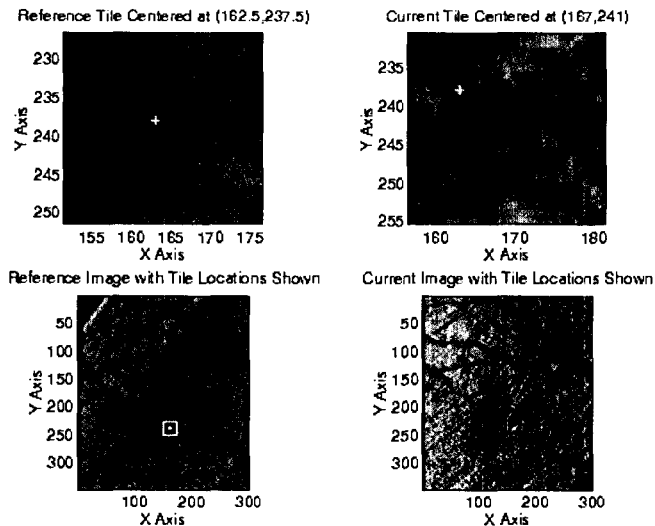 Reference Tile Centered at (162.5,237.5)
230
235
240
245
250
Y Axis
155 160 165 170 175
X Axis
Current Tile Centered at (167,241)
235
240
245
250
255
Y Axis
160 170 180
X Axis
Reference Image with Tile Locations Shown
50
100
150
200
250
300
Y Axis
100 200 300
X Axis
Current Image with Tile Locations Shown
50
100
150
200
250
300
Y Axis
100 200 300
X Axis